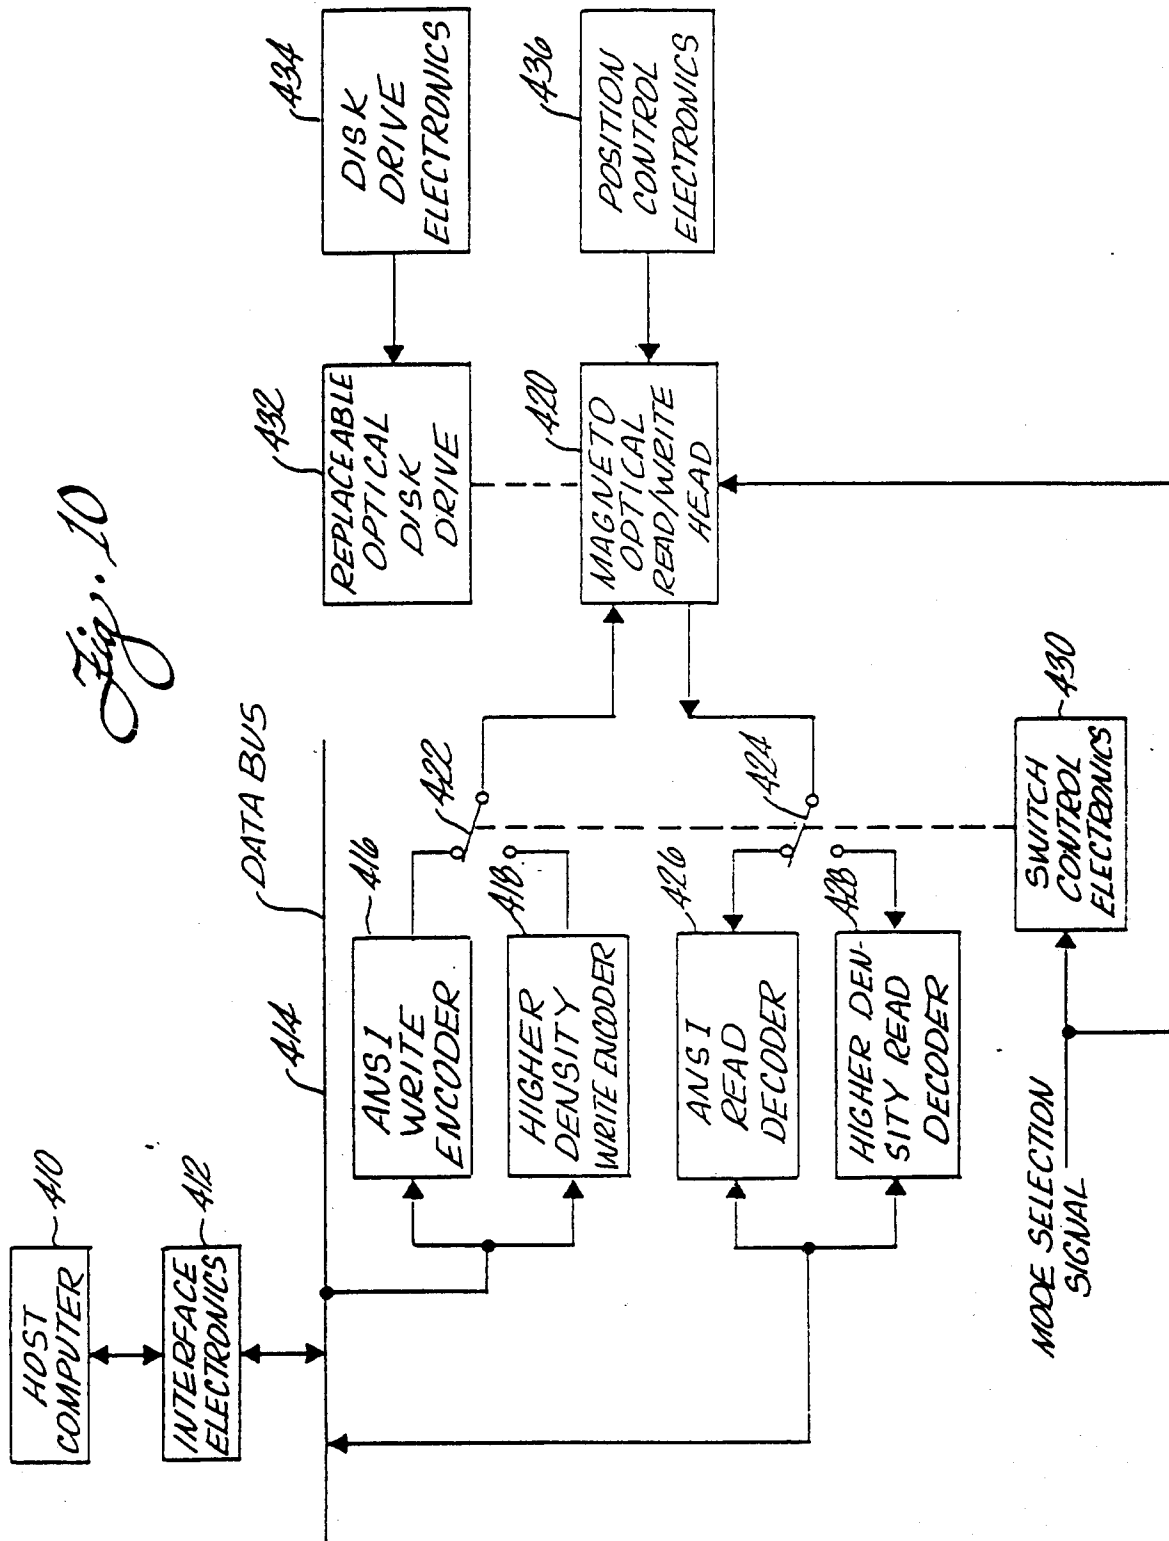 Fig. 10
HOST
COMPUTER
410
INTERFACE
ELECTRONICS
412
414
DATA BUS
ANSI
WRITE
ENCODER
416
HIGHER
DENSITY
WRITE ENCODER
418
422
ANSI
READ
DECODER
426
HIGHER DEN-
SITY READ
DECODER
428
424
MODE SELECTION
SIGNAL
SWITCH
CONTROL
ELECTRONICS
430
REPLACEABLE
OPTICAL
DISK
DRIVE
432
MAGNETO
OPTICAL
READ/WRITE
HEAD
420
DISK
DRIVE
ELECTRONICS
434
POSITION
CONTROL
ELECTRONICS
436